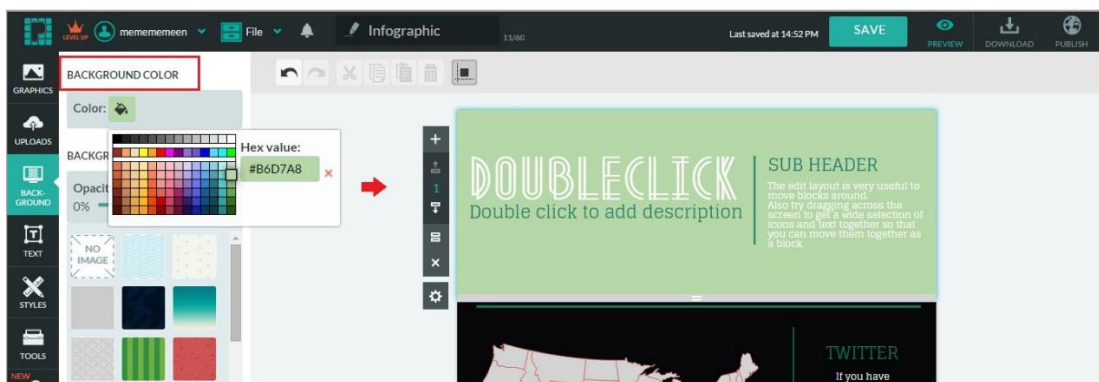 LEVEL UP
memememeen
File
Infographic
11/60
Last saved at 14:52 PM
SAVE
PREVIEW
DOWNLOAD
PUBLISH
GRAPHICS
UPLOADS
BACK-
GROUND
TEXT
STYLES
TOOLS
NEW
BACKGROUND COLOR
Color:
BACKGR
Opacit
0%
Hex value:
#B6D7A8
NO
IMAGE
1
DOUBLECLICK
Double click to add description
SUB HEADER
The edit layout is very useful to
move blocks around.
Also try dragging across the
screen to get a wide selection of
icons and text together so that
you can move them together as
a block.
TWITTER
If you have